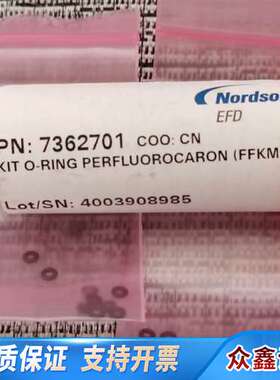 Nordso
EFD
PN: 7362701 COO: CN
KIT O-RING PERFLUOROCARON (FFKM
Lot/SN: 4003908985
质保证 支持开票 众鑫